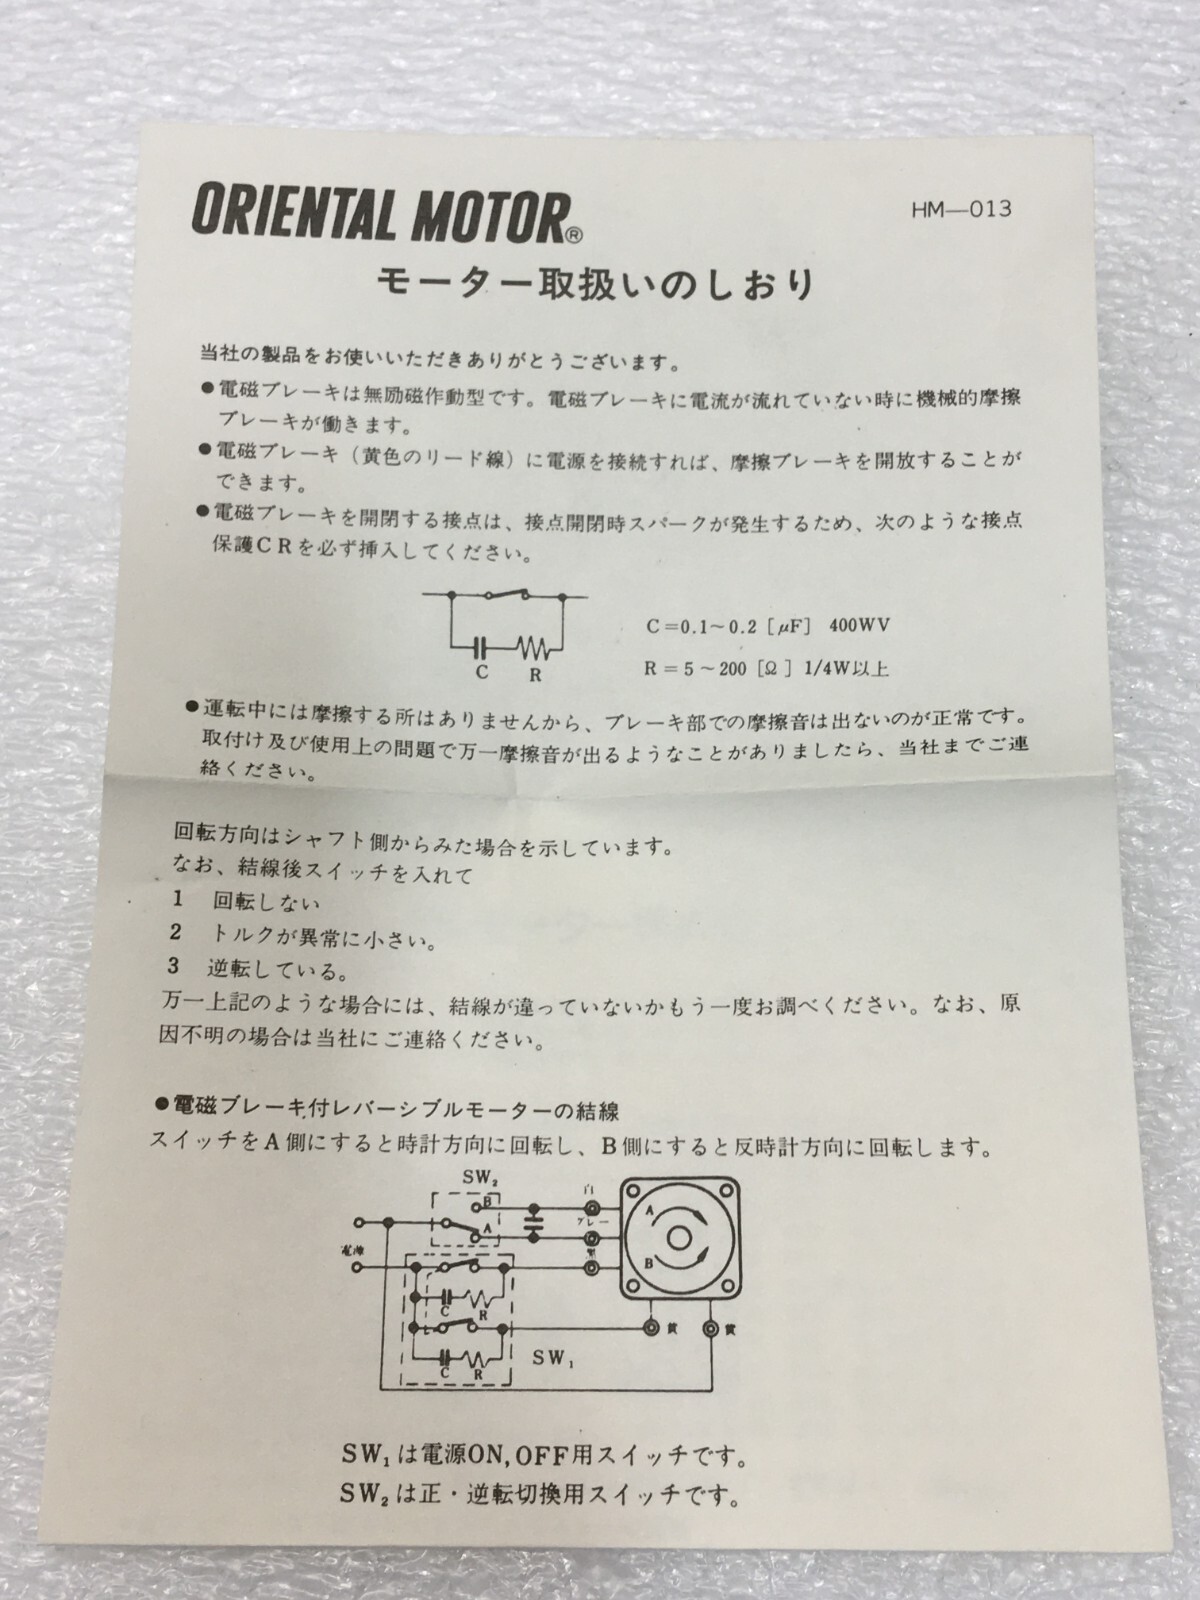 ORIENTAL MOTOR®
HM—013
モーター取扱いのしおり
当社の製品をお使いいただきありがとうございます。
●電磁ブレーキは無励磁作動型です。電磁ブレーキに電流が流れていない時に機械的摩擦
ブレーキが働きます。
●電磁ブレーキ（黄色のリード線）に電源を接続すれば、摩擦ブレーキを開放することが
できます。
●電磁ブレーキを開閉する接点は、接点開閉時スパークが発生するため、次のような接点
保護CRを必ず挿入してください。
C=0.1~0.2［μF］ 400WV
C R
R=5~200［Ω］1/4W以上
●運転中には摩擦する所はありませんから、ブレーキ部での摩擦音は出ないのが正常です。
取付け及び使用上の問題で万一摩擦音が出るようなことがありましたら、当社までご連
絡ください。
回転方向はシャフト側からみた場合を示しています。
なお、結線後スイッチを入れて
1 回転しない
2 トルクが異常に小さい。
3 逆転している。
万一上記のような場合には、結線が違っていないかもう一度お調べください。なお、原
因不明の場合は当社にご連絡ください。
●電磁ブレーキ付レバーシブルモーターの結線
スイッチをA側にすると時計方向に回転し、B側にすると反時計方向に回転します。
SW₂
B
白
A
グレー
A
電源
黒
B
C R
黄 黄
SW₁
C R
SW₁は電源ON,OFF用スイッチです。
SW₂は正・逆転切換用スイッチです。